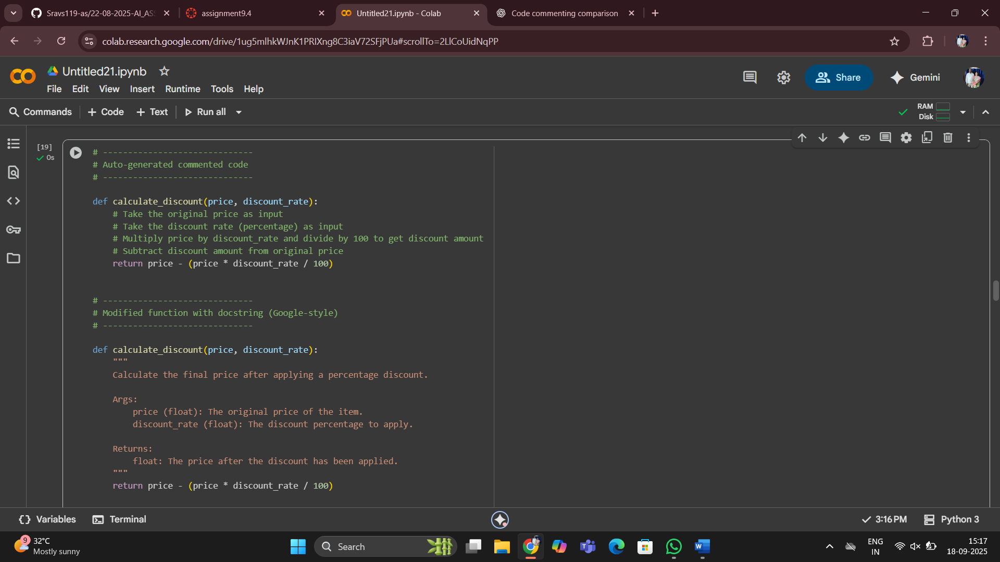 Sravs119-as/22-08-2025-AI_ASS
assignment9.4
Untitled21.ipynb - Colab
Code commenting comparison
colab.research.google.com/drive/1ug5mlhkWJnK1PRIXng8C3iaV72SFjPUa#scrollTo=2LlCoUidNqPP
Untitled21.ipynb
File Edit View Insert Runtime Tools Help
Share
Gemini
Commands + Code + Text Run all
RAM
Disk
[19]
0s
# ------------------------------
# Auto-generated commented code
# ------------------------------
def calculate_discount(price, discount_rate):
# Take the original price as input
# Take the discount rate (percentage) as input
# Multiply price by discount_rate and divide by 100 to get discount amount
# Subtract discount amount from original price
return price - (price * discount_rate / 100)
# ------------------------------
# Modified function with docstring (Google-style)
# ------------------------------
def calculate_discount(price, discount_rate):
"""
Calculate the final price after applying a percentage discount.
Args:
price (float): The original price of the item.
discount_rate (float): The discount percentage to apply.
Returns:
float: The price after the discount has been applied.
"""
return price - (price * discount_rate / 100)
Variables Terminal
3:16 PM Python 3
9
32°C
Mostly sunny
Search
ENG
IN
15:17
18-09-2025